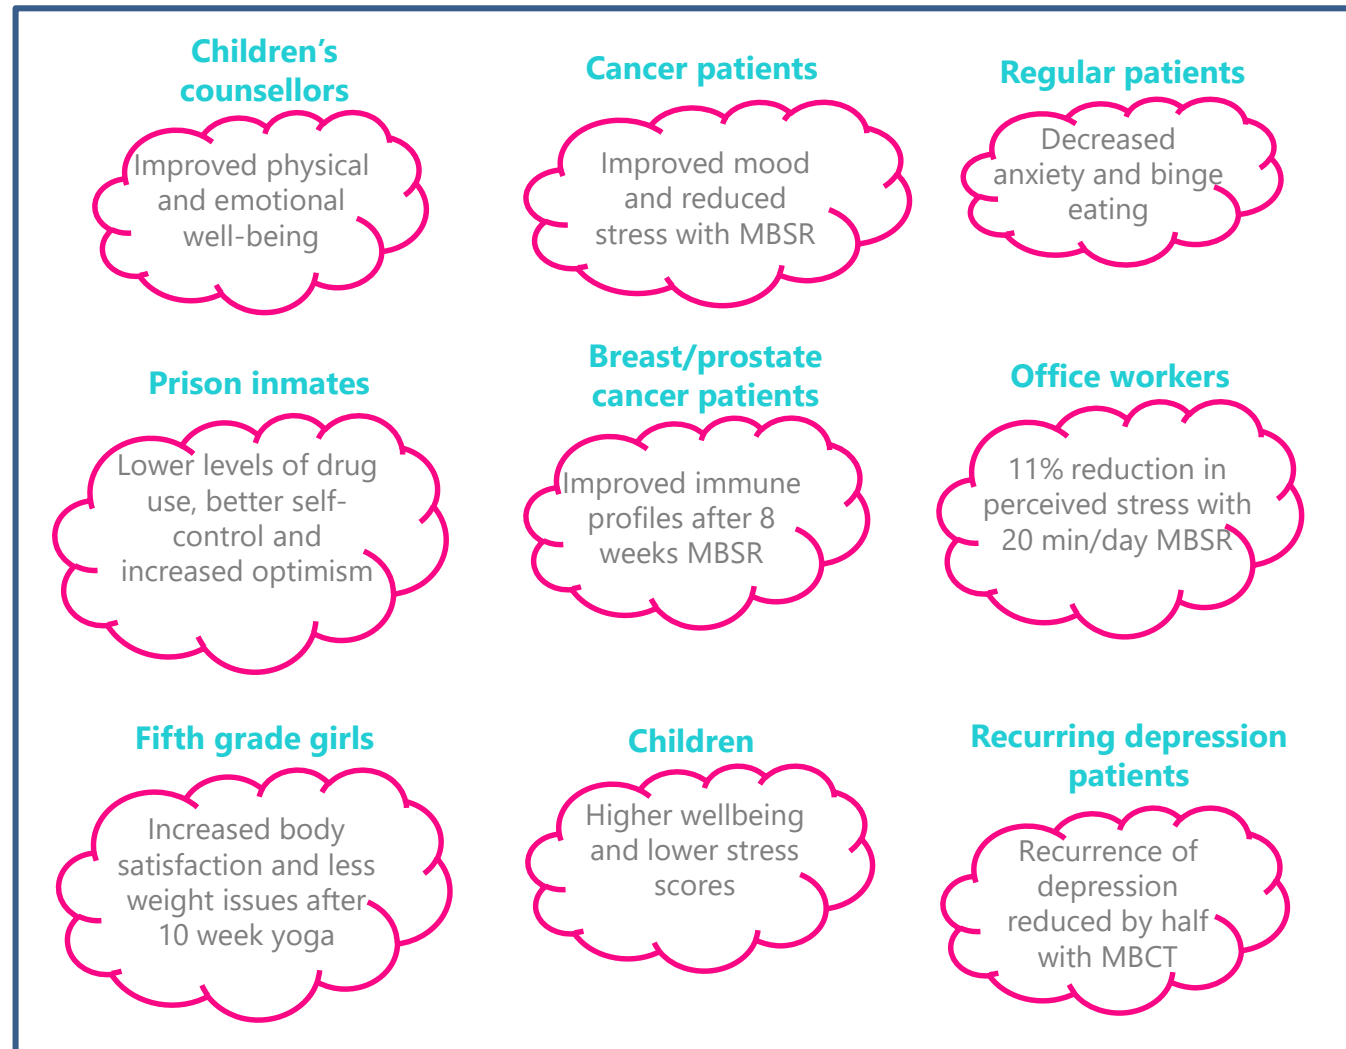 Children’s
counsellors
Improved physical
and emotional
well-being
Cancer patients
Improved mood
and reduced
stress with MBSR
Regular patients
Decreased
anxiety and binge
eating
Prison inmates
Lower levels of drug
use, better self-
control and
increased optimism
Breast/prostate
cancer patients
Improved immune
profiles after 8
weeks MBSR
Office workers
11% reduction in
perceived stress with
20 min/day MBSR
Fifth grade girls
Increased body
satisfaction and less
weight issues after
10 week yoga
Children
Higher wellbeing
and lower stress
scores
Recurring depression
patients
Recurrence of
depression
reduced by half
with MBCT